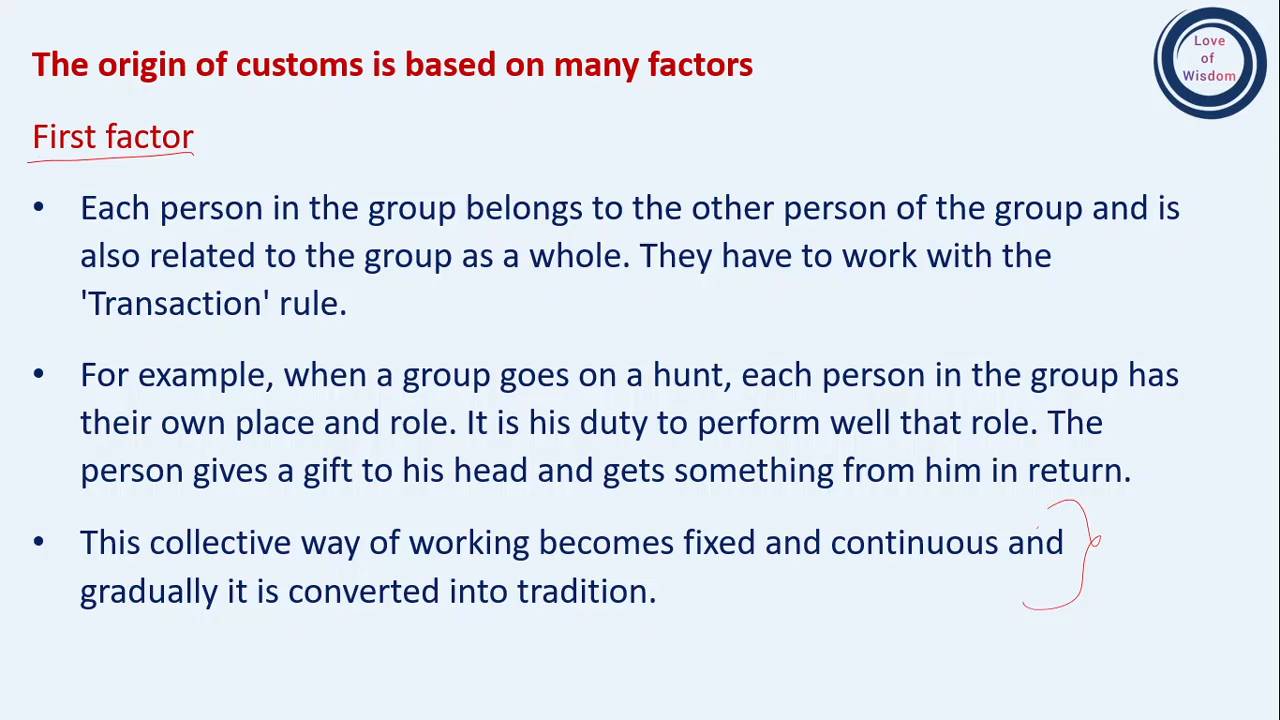 The origin of customs is based on many factors
Love
of
Wisdom
First factor
• Each person in the group belongs to the other person of the group and is
also related to the group as a whole. They have to work with the
'Transaction' rule.
• For example, when a group goes on a hunt, each person in the group has
their own place and role. It is his duty to perform well that role. The
person gives a gift to his head and gets something from him in return.
• This collective way of working becomes fixed and continuous and
gradually it is converted into tradition.